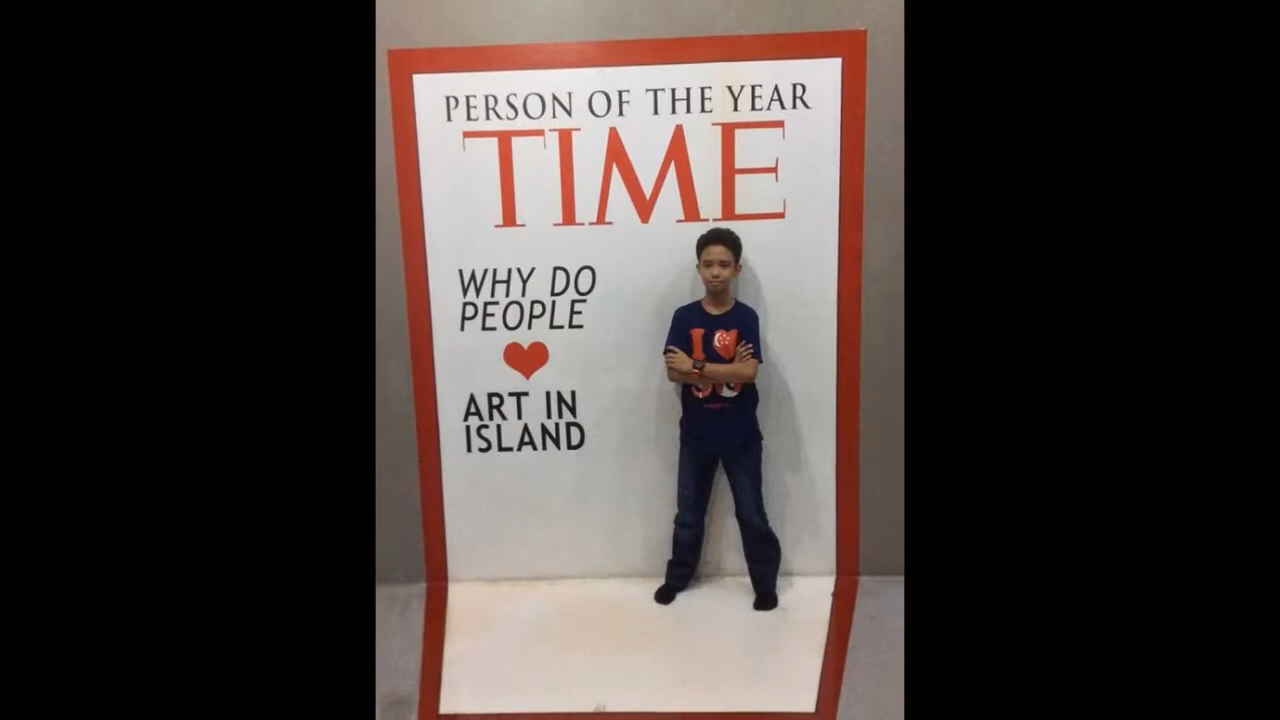 PERSON OF THE YEAR
TIME
WHY DO
PEOPLE
ART IN
ISLAND
I